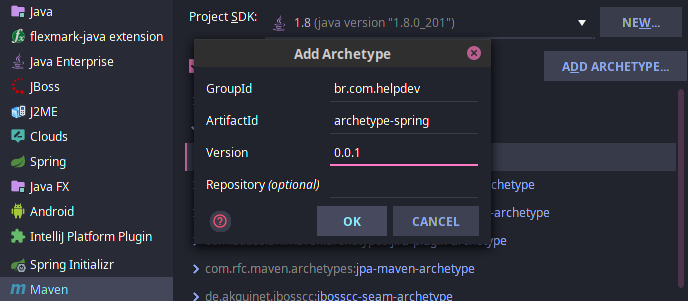 Java
flexmark-java extension
Java Enterprise
JBoss
J2ME
Clouds
Spring
Java FX
Android
IntelliJ Platform Plugin
Spring Initializr
Maven
Project SDK: 1.8 (java version "1.8.0_201") NEW...
ADD ARCHETYPE...
Add Archetype
GroupId br.com.helpdev
ArtifactId archetype-spring
Version 0.0.1
Repository (optional)
OK CANCEL
archetype
archetype
archetype
com.rfc.maven.archetypes:jpa-maven-archetype
de.akquinet.jbosscc:jbosscc-seam-archetype